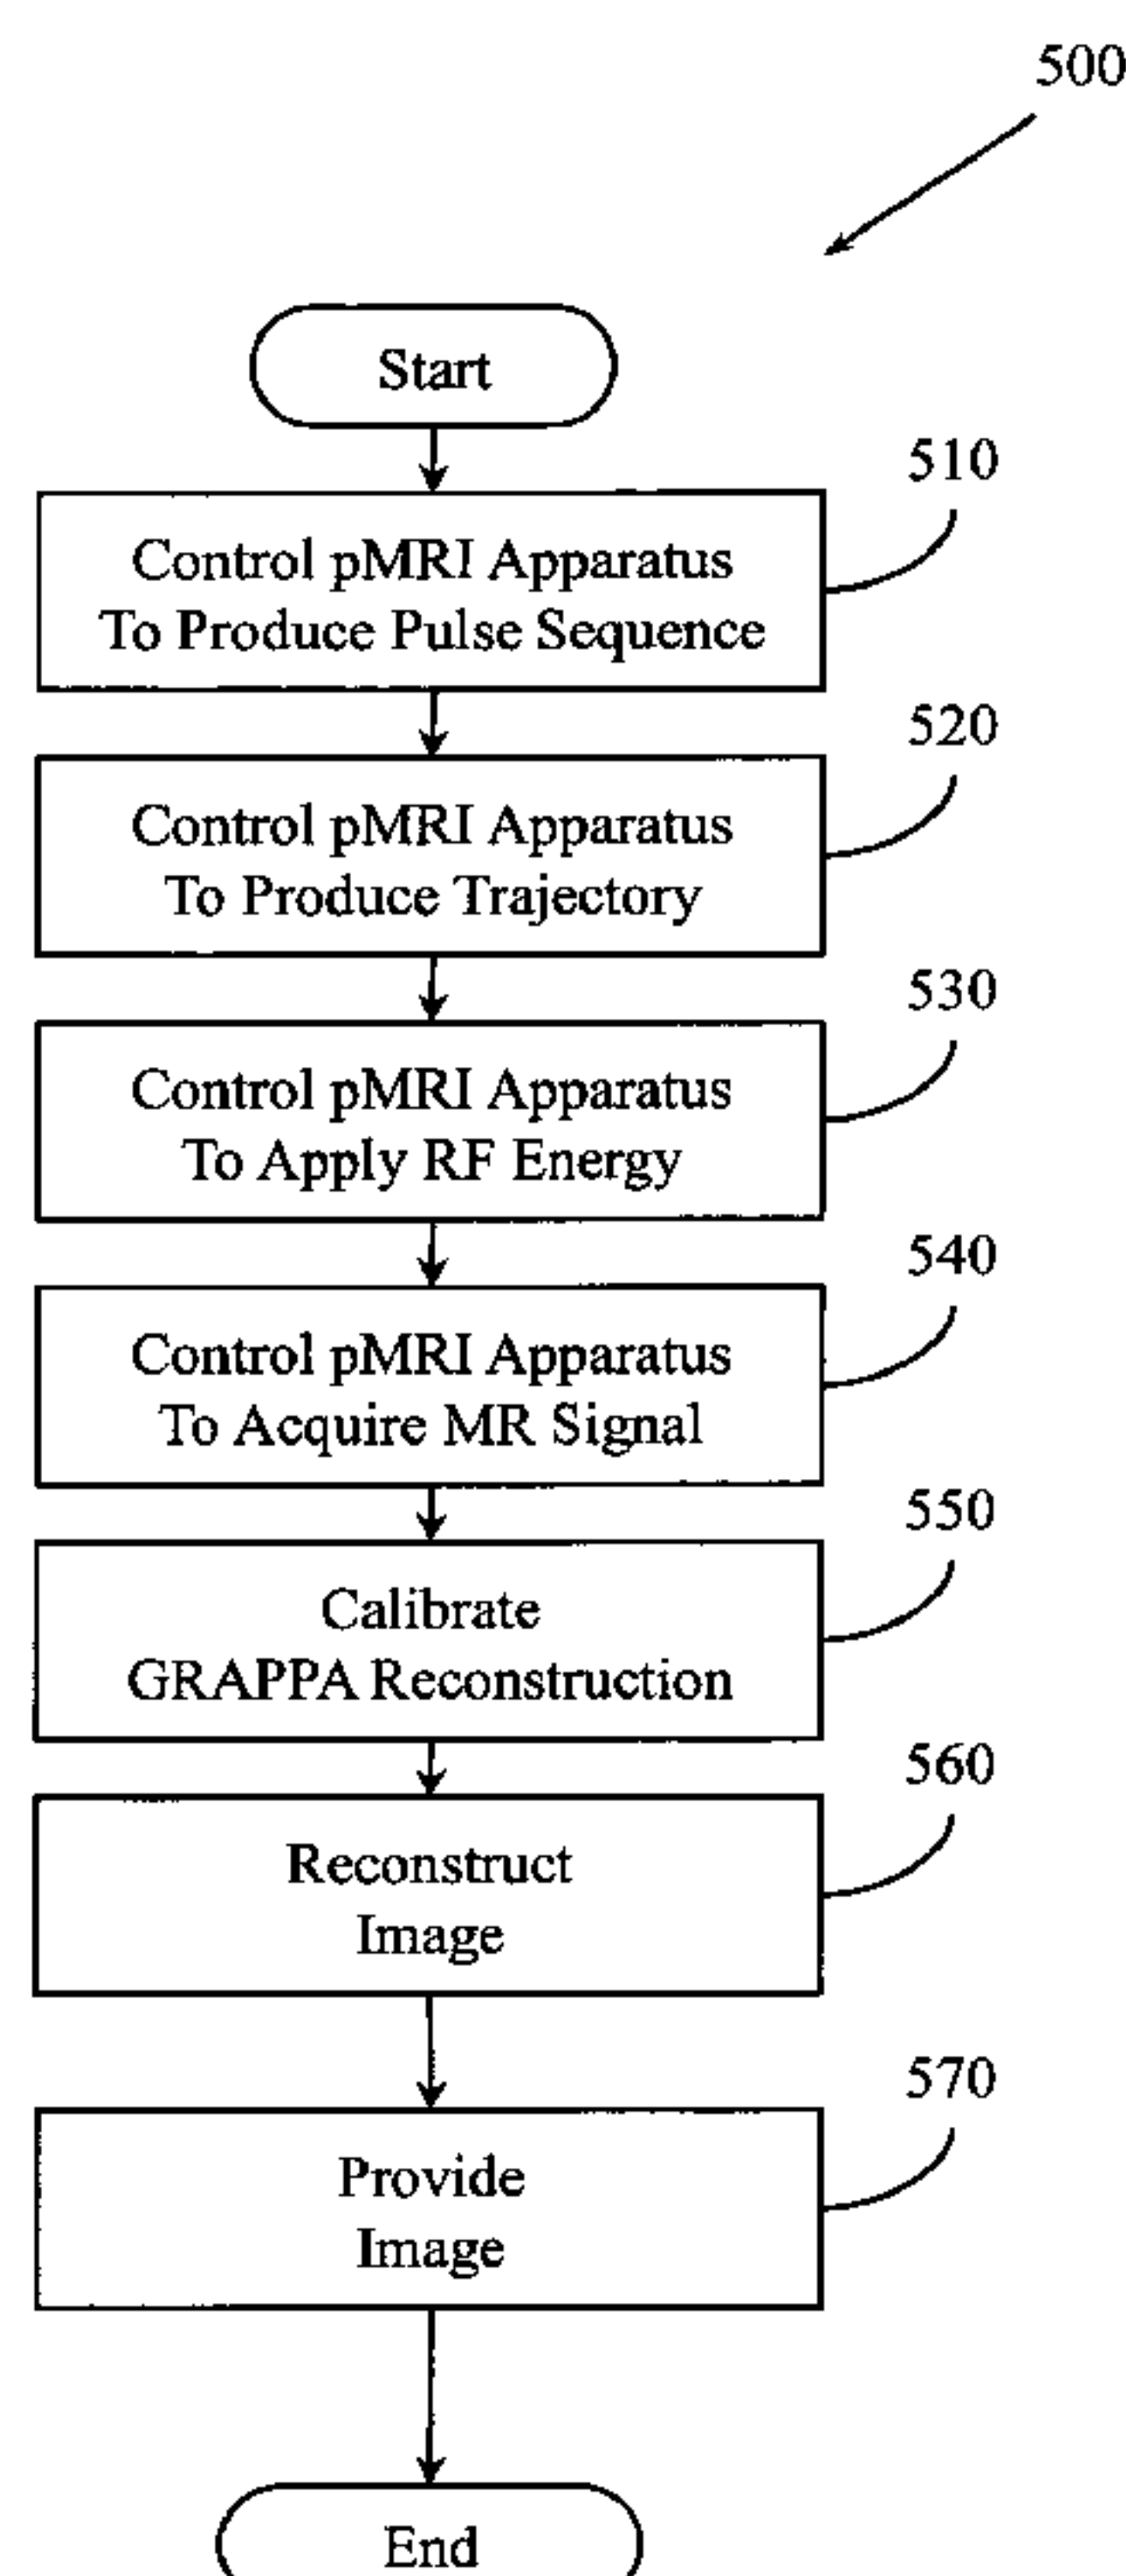 500
Start
510
Control pMRI Apparatus
To Produce Pulse Sequence
520
Control pMRI Apparatus
To Produce Trajectory
530
Control pMRI Apparatus
To Apply RF Energy
540
Control pMRI Apparatus
To Acquire MR Signal
550
Calibrate
GRAPPA Reconstruction
560
Reconstruct
Image
570
Provide
Image
End